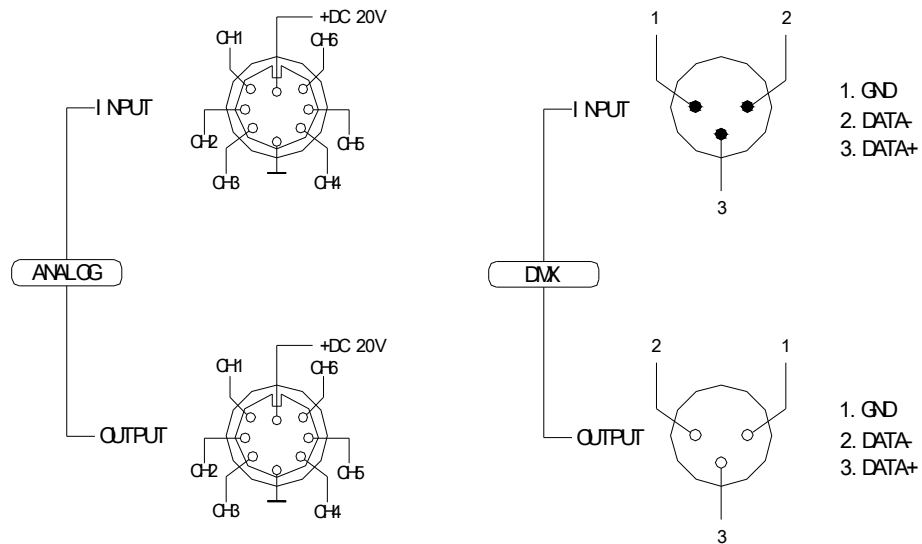 +DC 20V
CH1
CH6
INPUT
CH2
CH5
CH3
CH4
ANALOG
+DC 20V
CH1
CH6
OUTPUT
CH2
CH5
CH3
CH4
1
2
INPUT
1. GND
2. DATA-
3. DATA+
3
DMX
2
1
OUTPUT
1. GND
2. DATA-
3. DATA+
3